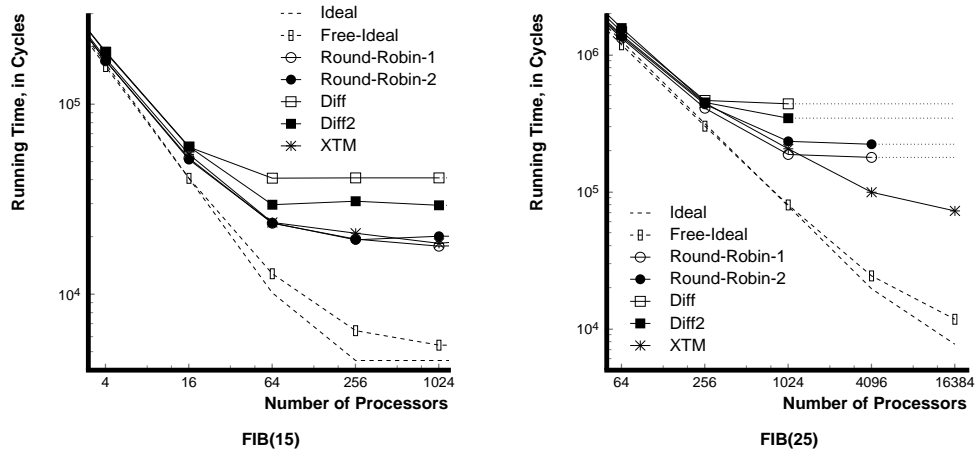 Running Time, in Cycles
10^5
10^4
Ideal
Free-Ideal
Round-Robin-1
Round-Robin-2
Diff
Diff2
XTM
4
16
64
256
1024
Number of Processors
FIB(15)
Running Time, in Cycles
10^6
10^5
10^4
Ideal
Free-Ideal
Round-Robin-1
Round-Robin-2
Diff
Diff2
XTM
64
256
1024
4096
16384
Number of Processors
FIB(25)